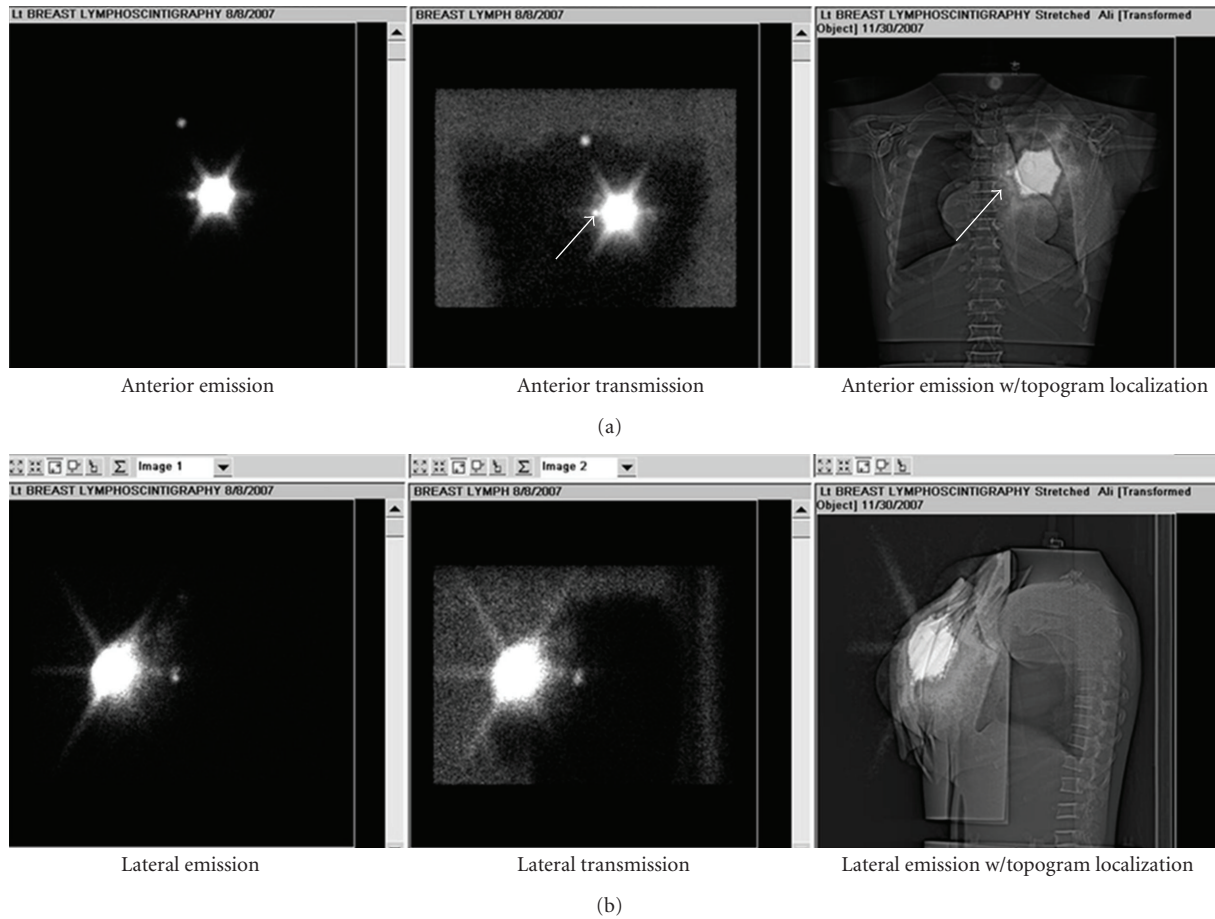 Lt BREAST LYMPHOSCINTIGRAPHY 8/8/2007
BREAST LYMPH 8/8/2007
Lt BREAST LYMPHOSCINTIGRAPHY Stretched Ali [Transformed
Object] 11/30/2007
Anterior emission
Anterior transmission
Anterior emission w/topogram localization
(a)
Image 1
Image 2
Lt BREAST LYMPHOSCINTIGRAPHY 8/8/2007
BREAST LYMPH 8/8/2007
Lt BREAST LYMPHOSCINTIGRAPHY Stretched Ali [Transformed
Object] 11/30/2007
Lateral emission
Lateral transmission
Lateral emission w/topogram localization
(b)